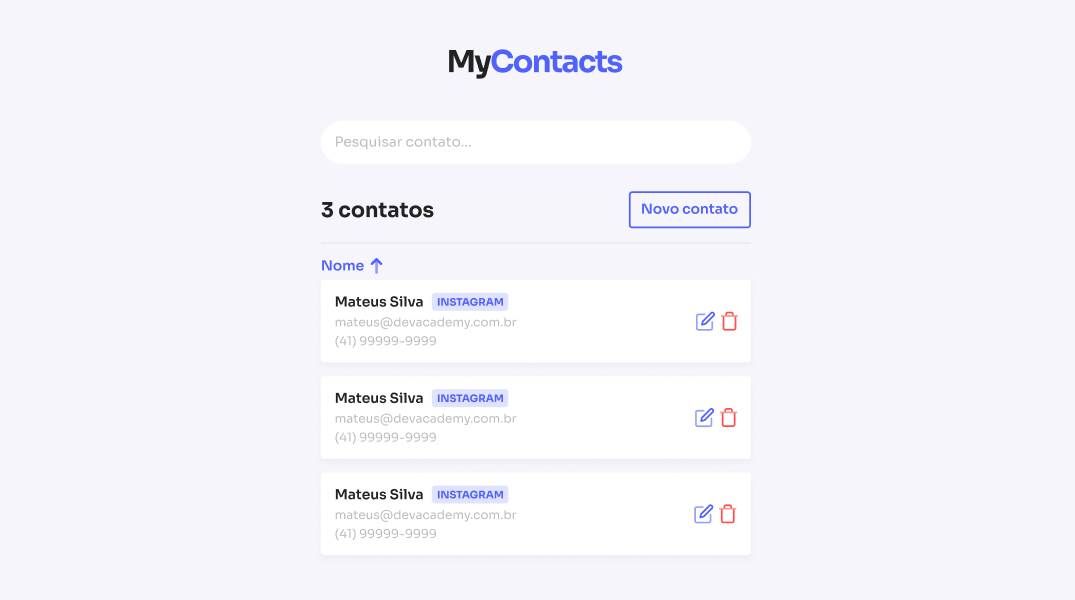 MyContacts
Pesquisar contato...
3 contatos
Novo contato
Nome
Mateus Silva INSTAGRAM
mateus@devacademy.com.br
(41) 99999-9999
Mateus Silva INSTAGRAM
mateus@devacademy.com.br
(41) 99999-9999
Mateus Silva INSTAGRAM
mateus@devacademy.com.br
(41) 99999-9999